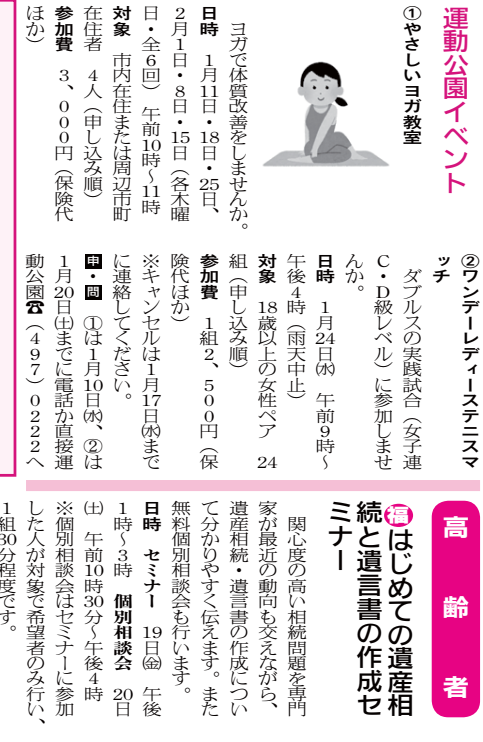 運動公園イベント
①やさしいヨガ教室
ヨガで体質改善をしませんか。
日時　1月11日・18日・25日、
2月1日・8日・15日（各木曜
日・全6回）　午前10時～11時
対象　市内在住または周辺市町
在住者　4人（申し込み順）
参加費　3、000円（保険代
ほか）
②ワンデーレディーステニスマ
ッチ
ダブルスの実践試合（女子連
C・D級レベル）に参加しませ
んか。
日時　1月24日㈬　午前9時～
午後4時（雨天中止）
対象　18歳以上の女性ペア　24
組（申し込み順）
参加費　1組2、500円（保
険代ほか）
※キャンセルは1月17日㈬まで
に連絡してください。
申・問　①は1月10日㈬、②は
1月20日㈯までに電話か直接運
動公園☎（497）0222へ
高齢者
福はじめての遺産相
続と遺言書の作成セ
ミナー
関心度の高い相続問題を専門
家が最近の動向も交えながら、
遺産相続・遺言書の作成につい
て分かりやすく伝えます。また
無料個別相談会も行います。
日時　セミナー　19日㈮　午後
1時～3時　個別相談会　20日
㈯　午前10時30分～午後4時
※個別相談会はセミナーに参加
した人が対象で希望者のみ行い、
1組30分程度です。